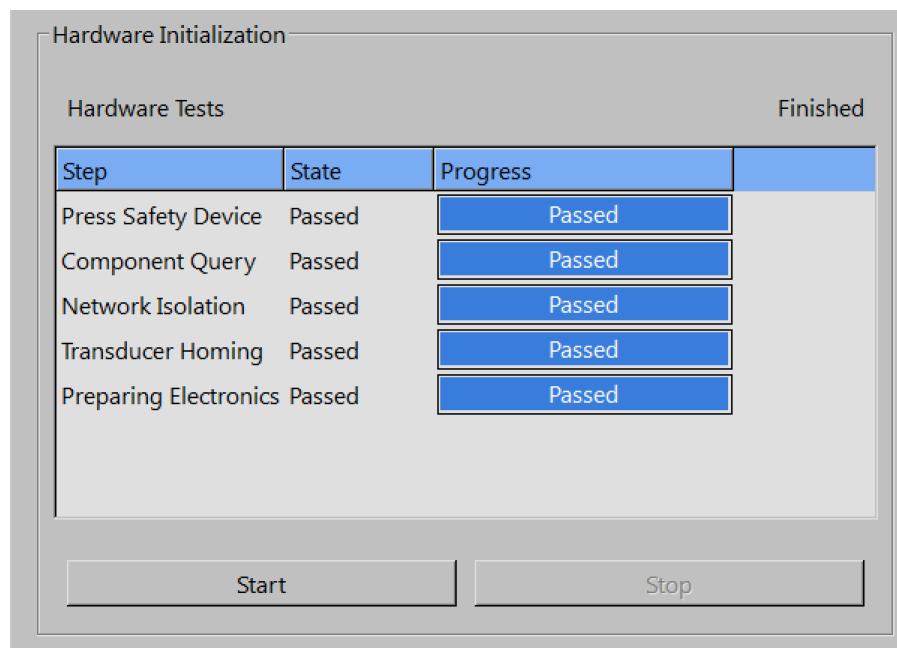 Hardware Initialization
Hardware Tests Finished
Step State Progress
Press Safety Device Passed Passed
Component Query Passed Passed
Network Isolation Passed Passed
Transducer Homing Passed Passed
Preparing Electronics Passed Passed
Start Stop